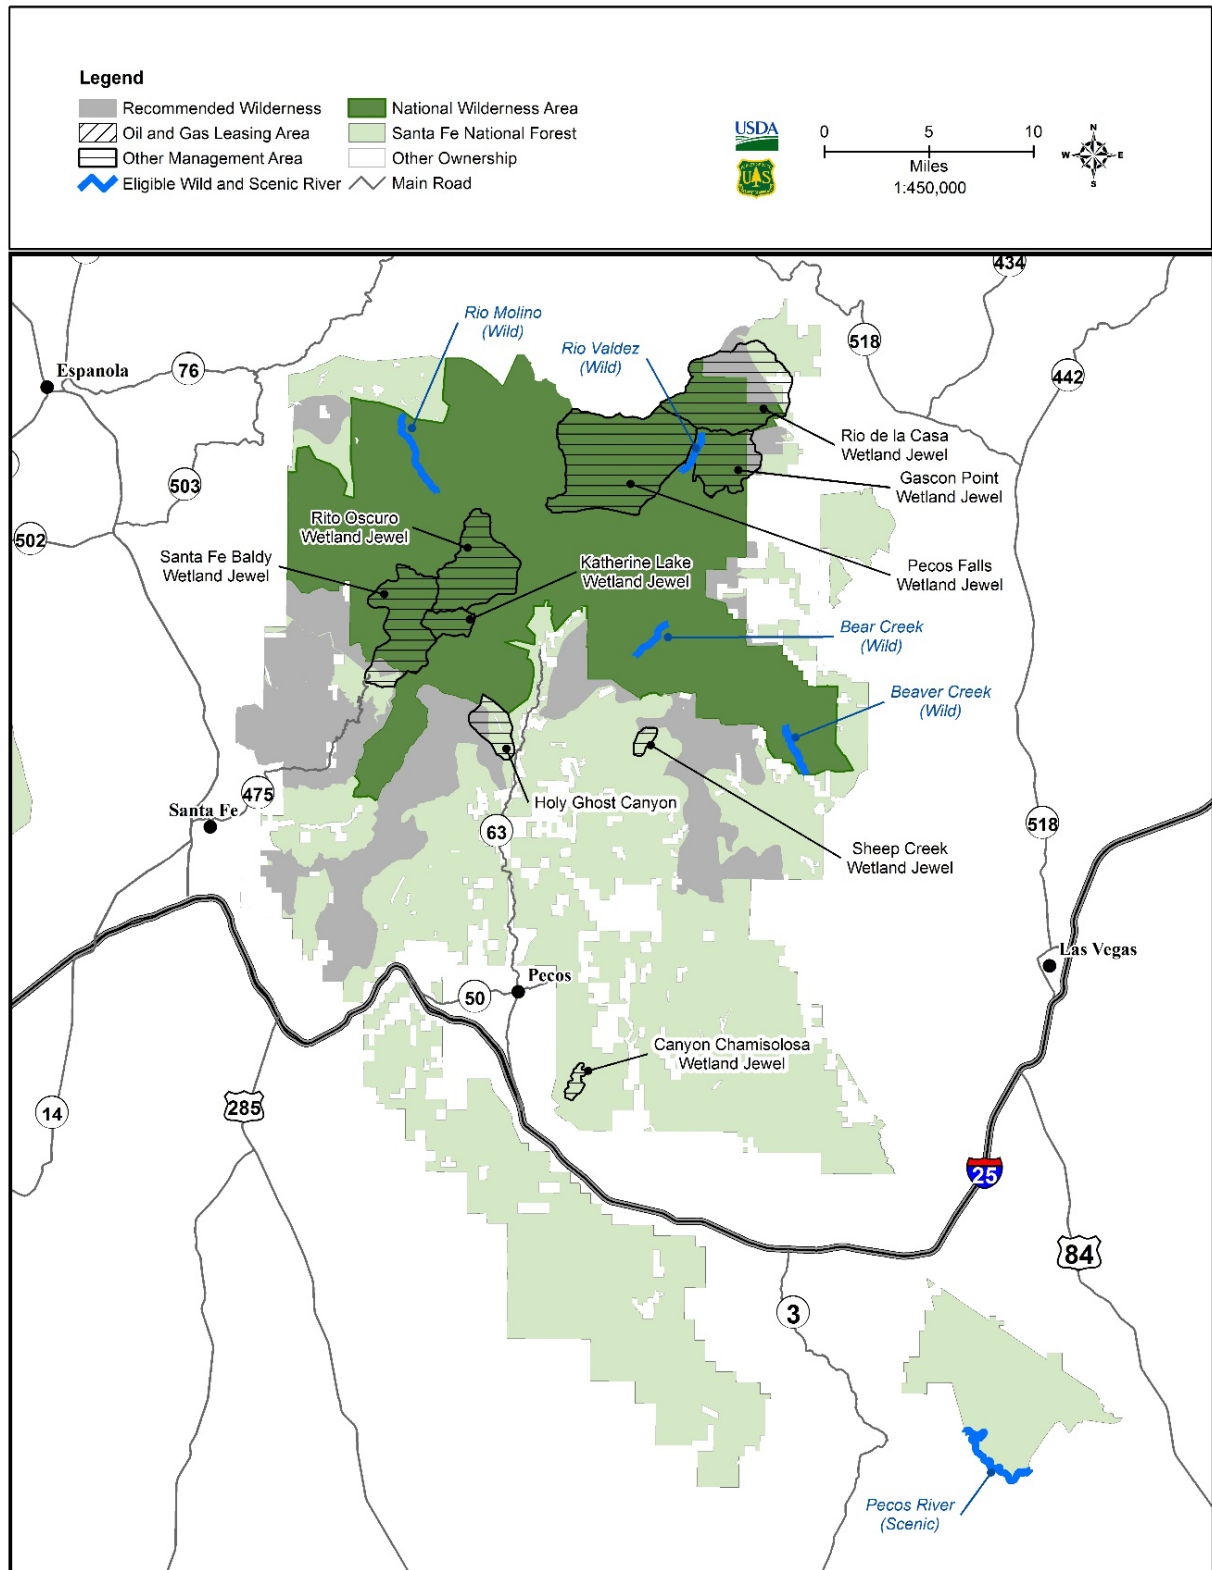 Legend
Recommended Wilderness
National Wilderness Area
Oil and Gas Leasing Area
Santa Fe National Forest
Other Management Area
Other Ownership
Eligible Wild and Scenic River
Main Road
USDA
U S
0 5 10
Miles
1:450,000
N
W E
S
434
Rio Molino
(Wild)
518
Rio Valdez
(Wild)
Espanola
76
442
Rio de la Casa
Wetland Jewel
Gascon Point
Wetland Jewel
503
Rito Oscuro
Wetland Jewel
502
Santa Fe Baldy
Wetland Jewel
Katherine Lake
Wetland Jewel
Pecos Falls
Wetland Jewel
Bear Creek
(Wild)
Beaver Creek
(Wild)
475
Santa Fe
Holy Ghost Canyon
63
518
Sheep Creek
Wetland Jewel
Las Vegas
Pecos
50
Canyon Chamisolosa
Wetland Jewel
14
285
25
84
3
Pecos River
(Scenic)